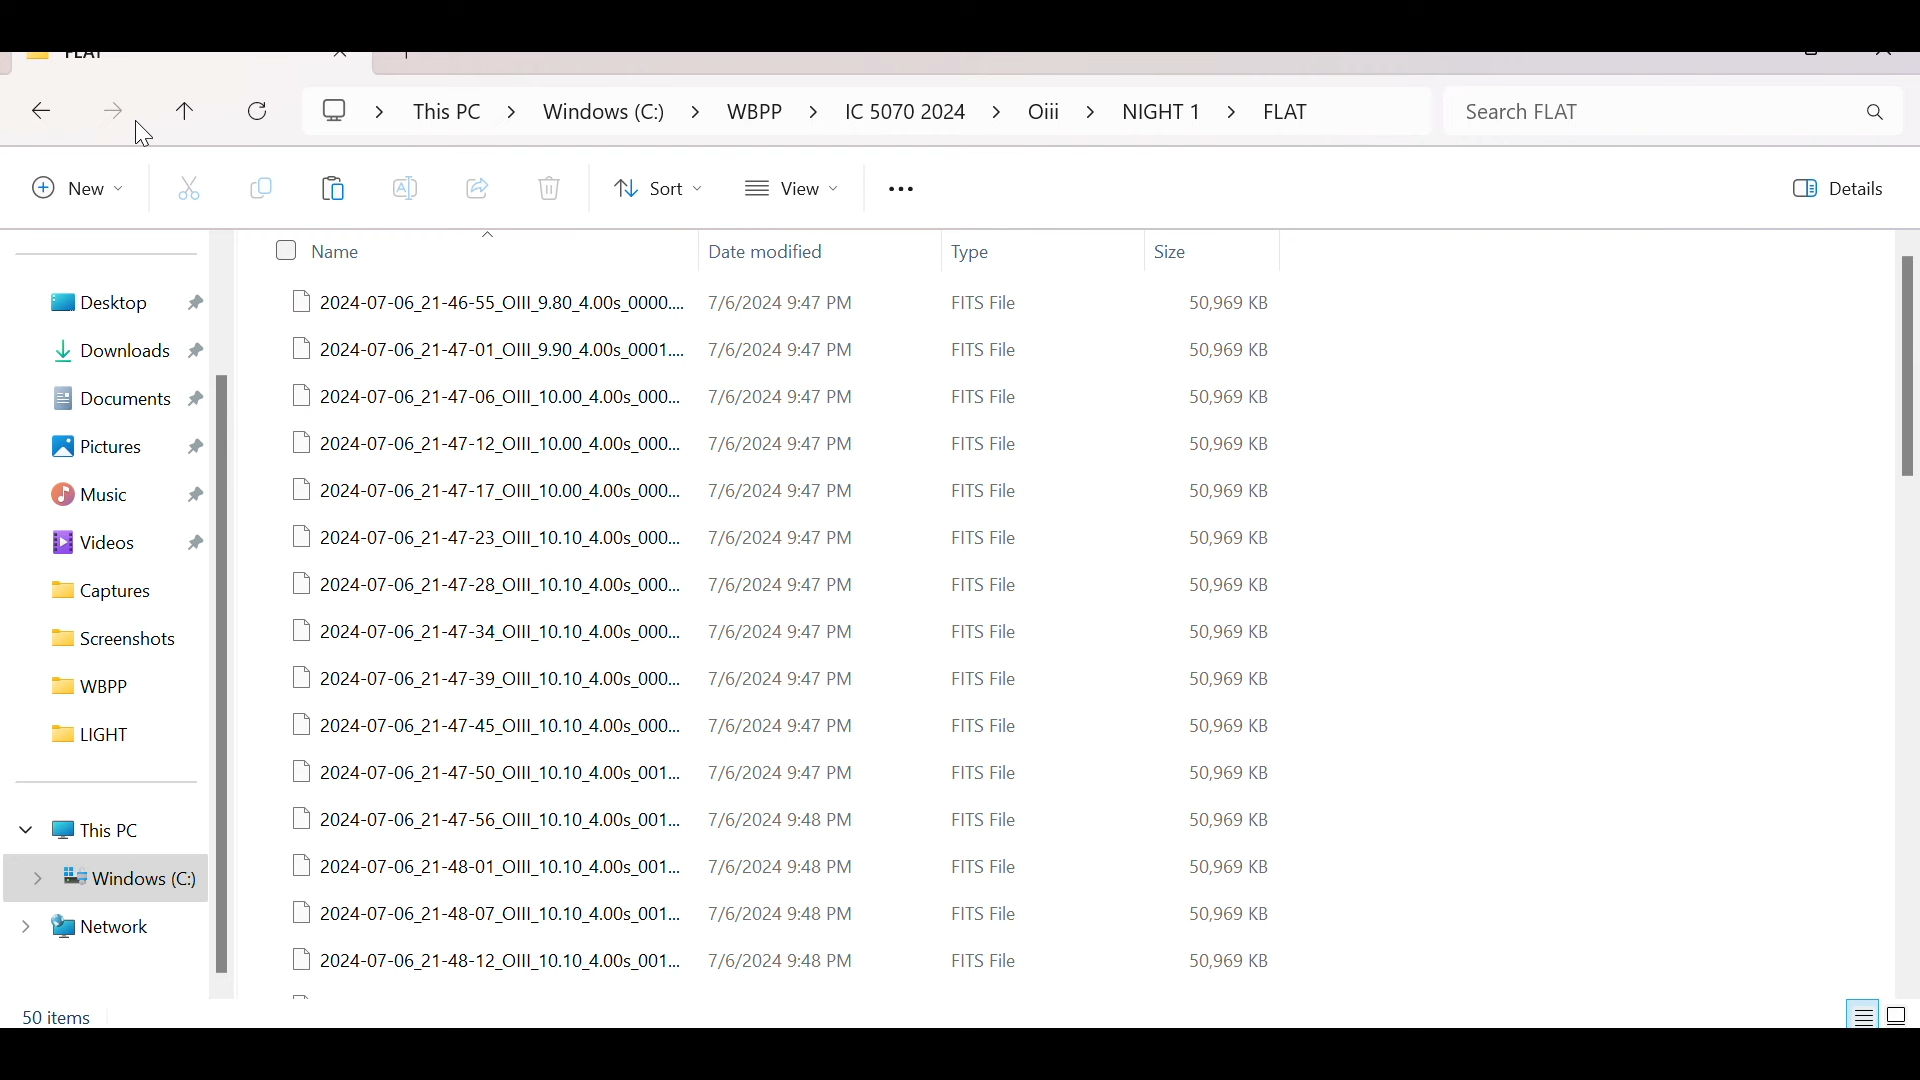 FLAT
This PC > Windows (C:) > WBPP > IC 5070 2024 > Oiii > NIGHT 1 > FLAT
Search FLAT
New
Sort
View
Details
Name Date modified Type Size
2024-07-06_21-46-55_OIII_9.80_4.00s_0000.... 7/6/2024 9:47 PM FITS File 50,969 KB
2024-07-06_21-47-01_OIII_9.90_4.00s_0001.... 7/6/2024 9:47 PM FITS File 50,969 KB
2024-07-06_21-47-06_OIII_10.00_4.00s_000... 7/6/2024 9:47 PM FITS File 50,969 KB
2024-07-06_21-47-12_OIII_10.00_4.00s_000... 7/6/2024 9:47 PM FITS File 50,969 KB
2024-07-06_21-47-17_OIII_10.00_4.00s_000... 7/6/2024 9:47 PM FITS File 50,969 KB
2024-07-06_21-47-23_OIII_10.10_4.00s_000... 7/6/2024 9:47 PM FITS File 50,969 KB
2024-07-06_21-47-28_OIII_10.10_4.00s_000... 7/6/2024 9:47 PM FITS File 50,969 KB
2024-07-06_21-47-34_OIII_10.10_4.00s_000... 7/6/2024 9:47 PM FITS File 50,969 KB
2024-07-06_21-47-39_OIII_10.10_4.00s_000... 7/6/2024 9:47 PM FITS File 50,969 KB
2024-07-06_21-47-45_OIII_10.10_4.00s_000... 7/6/2024 9:47 PM FITS File 50,969 KB
2024-07-06_21-47-50_OIII_10.10_4.00s_001... 7/6/2024 9:47 PM FITS File 50,969 KB
2024-07-06_21-47-56_OIII_10.10_4.00s_001... 7/6/2024 9:48 PM FITS File 50,969 KB
2024-07-06_21-48-01_OIII_10.10_4.00s_001... 7/6/2024 9:48 PM FITS File 50,969 KB
2024-07-06_21-48-07_OIII_10.10_4.00s_001... 7/6/2024 9:48 PM FITS File 50,969 KB
2024-07-06_21-48-12_OIII_10.10_4.00s_001... 7/6/2024 9:48 PM FITS File 50,969 KB
Desktop
Downloads
Documents
Pictures
Music
Videos
Captures
Screenshots
WBPP
LIGHT
This PC
Windows (C:)
Network
50 items